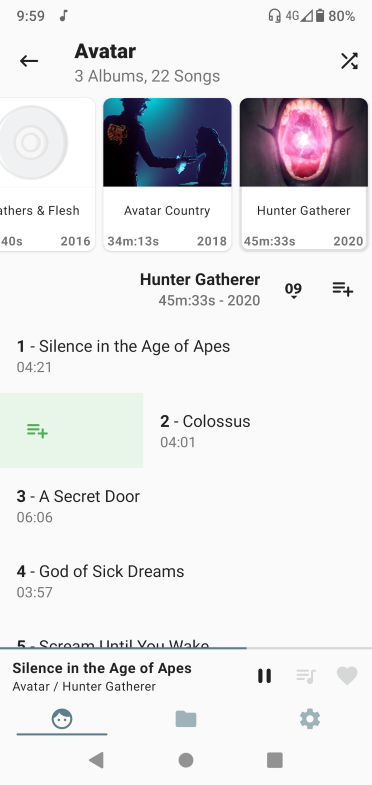 9:59 4G 80%
Avatar
3 Albums, 22 Songs
athers & Flesh
40s 2016
Avatar Country
34m:13s 2018
Hunter Gatherer
45m:33s 2020
Hunter Gatherer
45m:33s - 2020
09
1 - Silence in the Age of Apes
04:21
2 - Colossus
04:01
3 - A Secret Door
06:06
4 - God of Sick Dreams
03:57
5 - Scream Until You Wake
Silence in the Age of Apes
Avatar / Hunter Gatherer